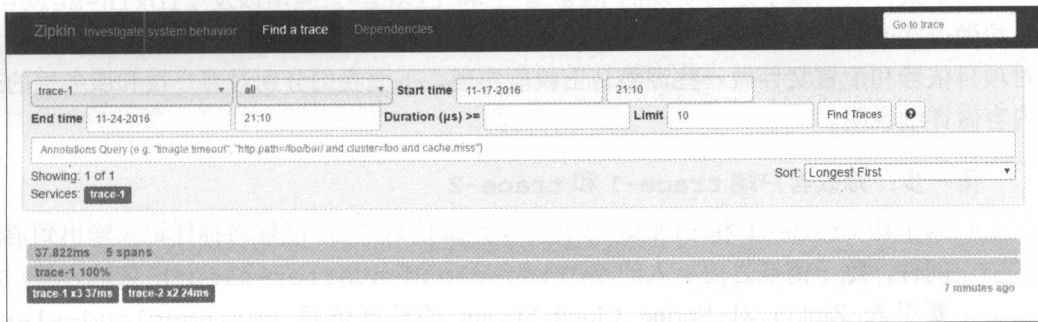 Zipkin Investigate system behavior Find a trace Dependencies Go to trace
trace-1 all Start time 11-17-2016 21:10
End time 11-24-2016 21:10 Duration (μs) >= Limit 10 Find Traces
Annotations Query (e.g. "finagle.timeout", "http.path=/foo/bar/ and cluster=foo and cache.miss")
Showing: 1 of 1 Sort: Longest First
Services: trace-1
37.822ms 5 spans
trace-1 100%
trace-1 x3 37ms trace-2 x2 24ms 7 minutes ago